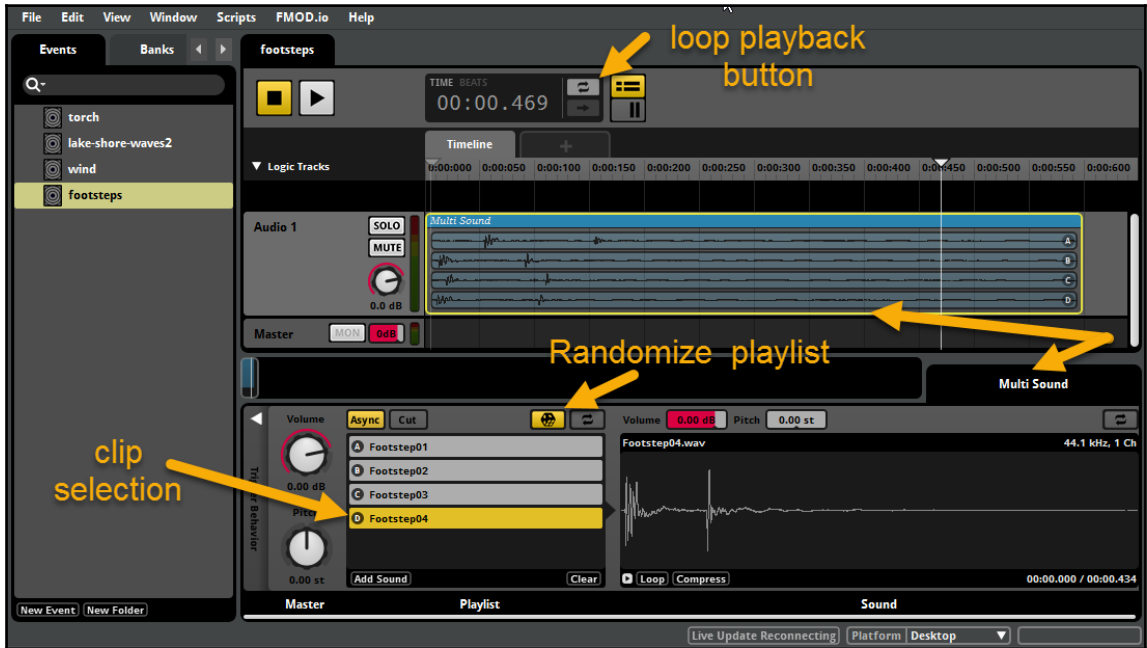 File Edit View Window Scripts FMOD.io Help
Events Banks
footsteps
loop playback
button
TIME BEATS
00:00.469
torch
lake-shore-waves2
wind
footsteps
Timeline +
Logic Tracks
0:00:000 0:00:050 0:00:100 0:00:150 0:00:200 0:00:250 0:00:300 0:00:350 0:00:400 0:00:450 0:00:500 0:00:550 0:00:600
Audio 1
SOLO
MUTE
0.0 dB
Multi Sound
A
B
C
D
Master MON 0dB
Randomize playlist
Multi Sound
clip
selection
Trigger Behavior
Volume
0.00 dB
Pitch
0.00 st
Async Cut
A Footstep01
B Footstep02
C Footstep03
D Footstep04
Add Sound Clear
Volume 0.00 dB Pitch 0.00 st
Footstep04.wav 44.1 kHz, 1 Ch
Loop Compress 00:00.000 / 00:00.434
New Event New Folder
Master Playlist Sound
Live Update Reconnecting Platform Desktop